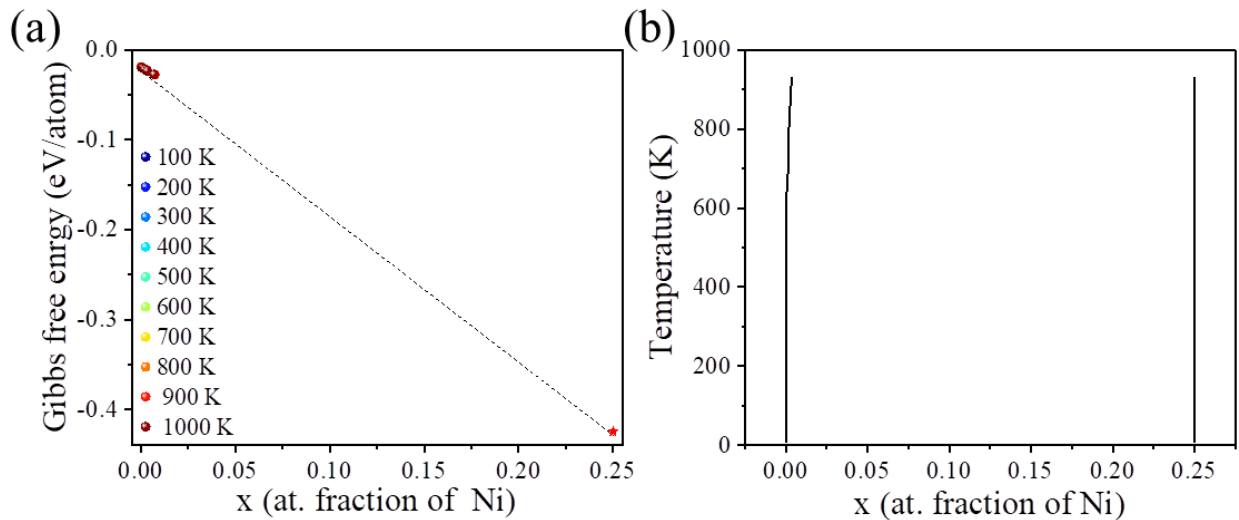 (a)
Gibbs free enrgy (eV/atom)
0.0
-0.1
-0.2
-0.3
-0.4
100 K
200 K
300 K
400 K
500 K
600 K
700 K
800 K
900 K
1000 K
0.00 0.05 0.10 0.15 0.20 0.25
x (at. fraction of Ni)
(b)
Temperature (K)
1000
800
600
400
200
0
0.00 0.05 0.10 0.15 0.20 0.25
x (at. fraction of Ni)